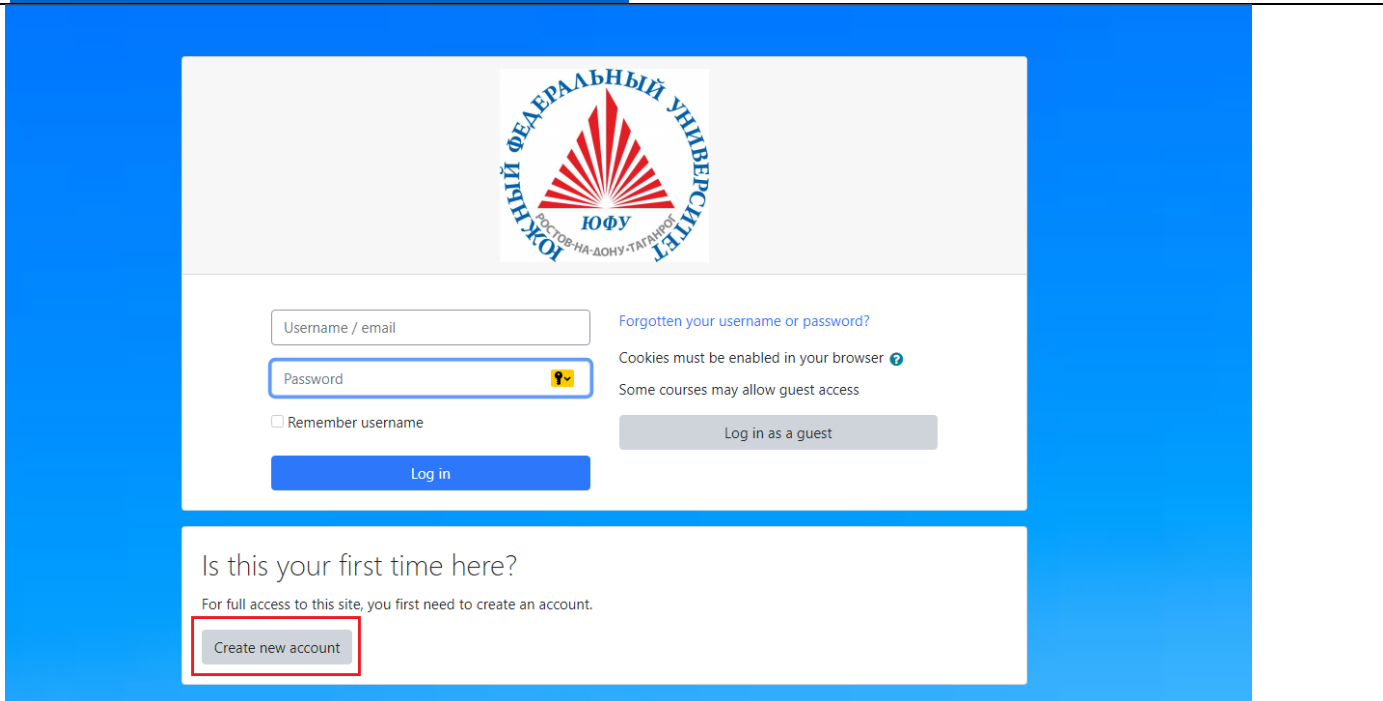 ЮЖНЫЙ ФЕДЕРАЛЬНЫЙ УНИВЕРСИТЕТ
ЮФУ
РОСТОВ-НА-ДОНУ•ТАГАНРОГ
Username / email
Password
Remember username
Log in
Forgotten your username or password?
Cookies must be enabled in your browser ?
Some courses may allow guest access
Log in as a guest
Is this your first time here?
For full access to this site, you first need to create an account.
Create new account